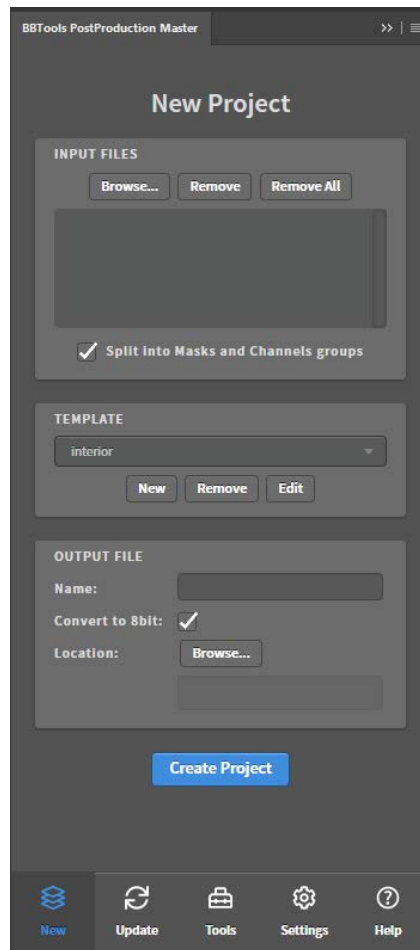 BBTools PostProduction Master
New Project
INPUT FILES
Browse... Remove Remove All
Split into Masks and Channels groups
TEMPLATE
interior
New Remove Edit
OUTPUT FILE
Name:
Convert to 8bit:
Location: Browse...
Create Project
New Update Tools Settings Help